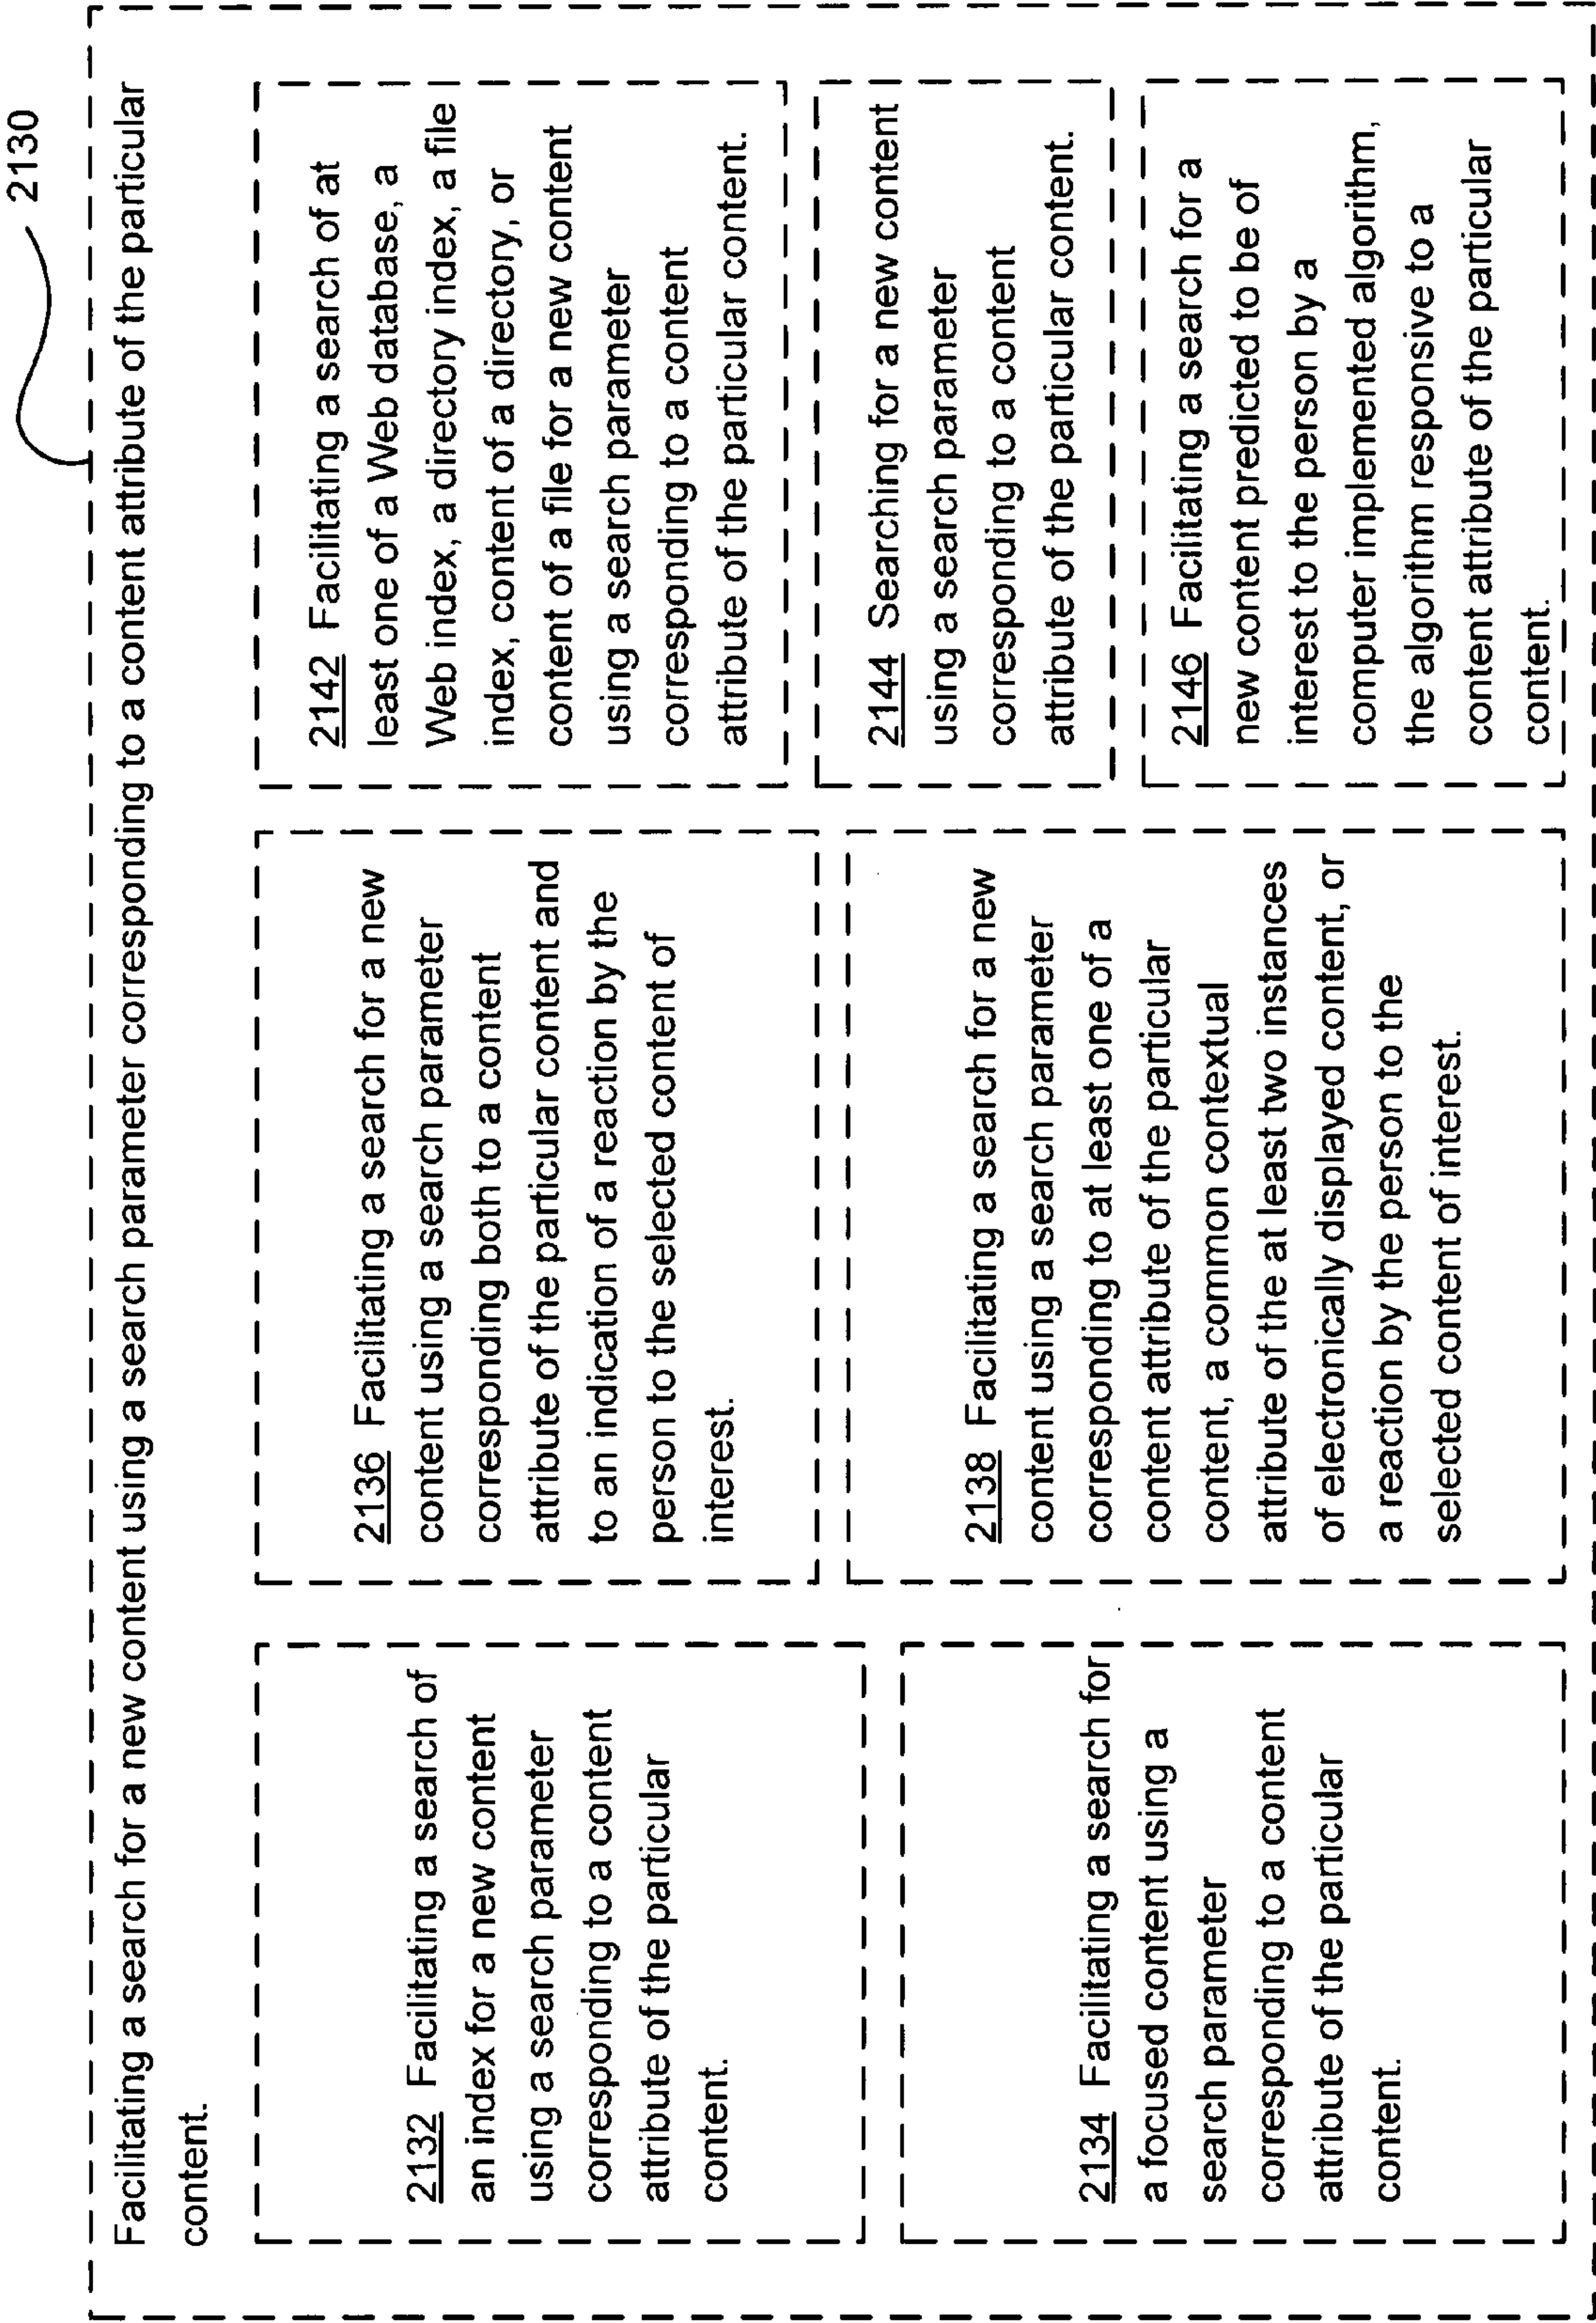 2130
Facilitating a search for a new content using a search parameter corresponding to a content attribute of the particular
content.
2132 Facilitating a search of
an index for a new content
using a search parameter
corresponding to a content
attribute of the particular
content.
2134 Facilitating a search for
a focused content using a
search parameter
corresponding to a content
attribute of the particular
content.
2136 Facilitating a search for a new
content using a search parameter
corresponding both to a content
attribute of the particular content and
to an indication of a reaction by the
person to the selected content of
interest.
2138 Facilitating a search for a new
content using a search parameter
corresponding to at least one of a
content attribute of the particular
content, a common contextual
attribute of the at least two instances
of electronically displayed content, or
a reaction by the person to the
selected content of interest.
2142 Facilitating a search of at
least one of a Web database, a
Web index, a directory index, a file
index, content of a directory, or
content of a file for a new content
using a search parameter
corresponding to a content
attribute of the particular content.
2144 Searching for a new content
using a search parameter
corresponding to a content
attribute of the particular content.
2146 Facilitating a search for a
new content predicted to be of
interest to the person by a
computer implemented algorithm,
the algorithm responsive to a
content attribute of the particular
content.